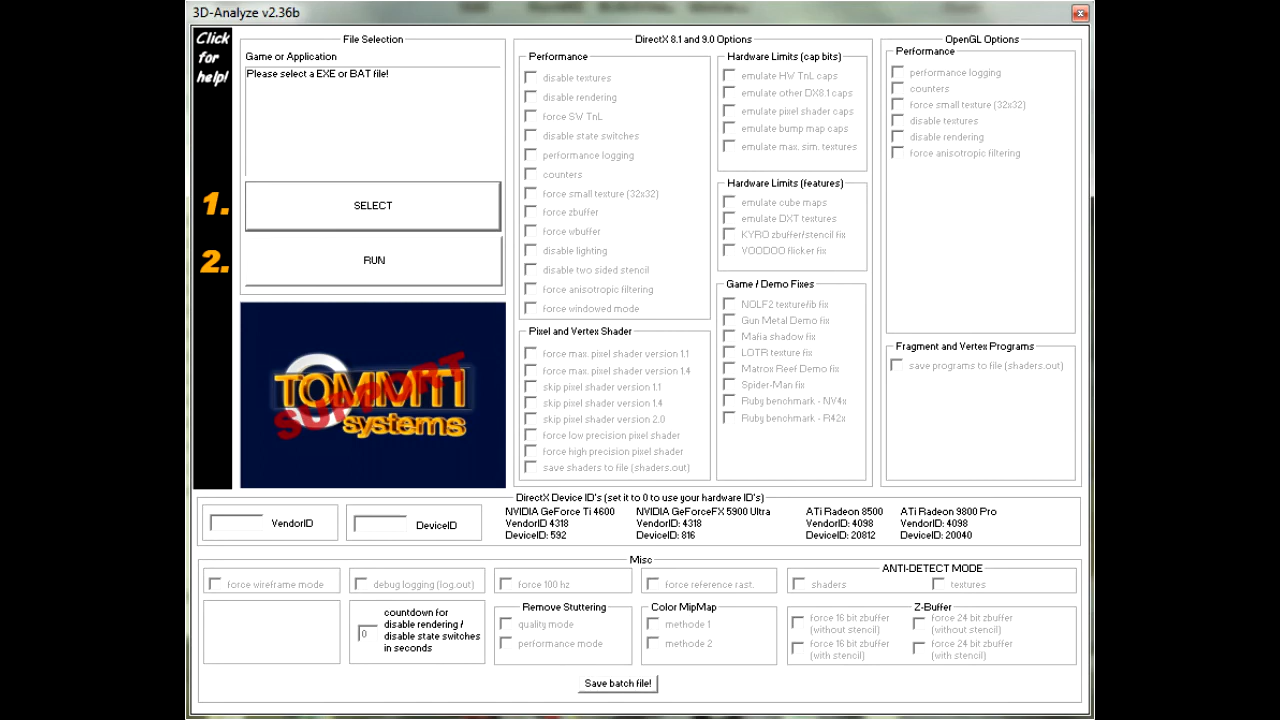 3D-Analyze v2.36b
Click
for
help!
File Selection
Game or Application
Please select a EXE or BAT file!
1.
SELECT
2.
RUN
TOMMTI
SUPPORT
systems
DirectX 8.1 and 9.0 Options
Performance
disable textures
disable rendering
force SW TnL
disable state switches
performance logging
counters
force small texture (32x32)
force zbuffer
force wbuffer
disable lighting
disable two sided stencil
force anisotropic filtering
force windowed mode
Pixel and Vertex Shader
force max. pixel shader version 1.1
force max. pixel shader version 1.4
skip pixel shader version 1.1
skip pixel shader version 1.4
skip pixel shader version 2.0
force low precision pixel shader
force high precision pixel shader
save shaders to file (shaders.out)
Hardware Limits (cap bits)
emulate HW TnL caps
emulate other DX8.1 caps
emulate pixel shader caps
emulate bump map caps
emulate max. sim. textures
Hardware Limits (features)
emulate cube maps
emulate DXT textures
KYRO zbuffer/stencil fix
VOODOO flicker fix
Game / Demo Fixes
NOLF2 texture/ib fix
Gun Metal Demo fix
Mafia shadow fix
LOTR texture fix
Matrox Reef Demo fix
Spider-Man fix
Ruby benchmark - NV4x
Ruby benchmark - R42x
OpenGL Options
Performance
performance logging
counters
force small texture (32x32)
disable textures
disable rendering
force anisotropic filtering
Fragment and Vertex Programs
save programs to file (shaders.out)
DirectX Device ID's (set it to 0 to use your hardware ID's)
VendorID
DeviceID
NVIDIA GeForce Ti 4600
VendorID 4318
DeviceID: 592
NVIDIA GeForceFX 5900 Ultra
VendorID: 4318
DeviceID: 816
ATi Radeon 8500
VendorID: 4098
DeviceID: 20812
ATi Radeon 9800 Pro
VendorID: 4098
DeviceID: 20040
Misc
force wireframe mode
debug logging (log.out)
force 100 hz
force reference rast.
ANTI-DETECT MODE
shaders
textures
0
countdown for
disable rendering /
disable state switches
in seconds
Remove Stuttering
quality mode
performance mode
Color MipMap
methode 1
methode 2
Z-Buffer
force 16 bit zbuffer
(without stencil)
force 24 bit zbuffer
(without stencil)
force 16 bit zbuffer
(with stencil)
force 24 bit zbuffer
(with stencil)
Save batch file!